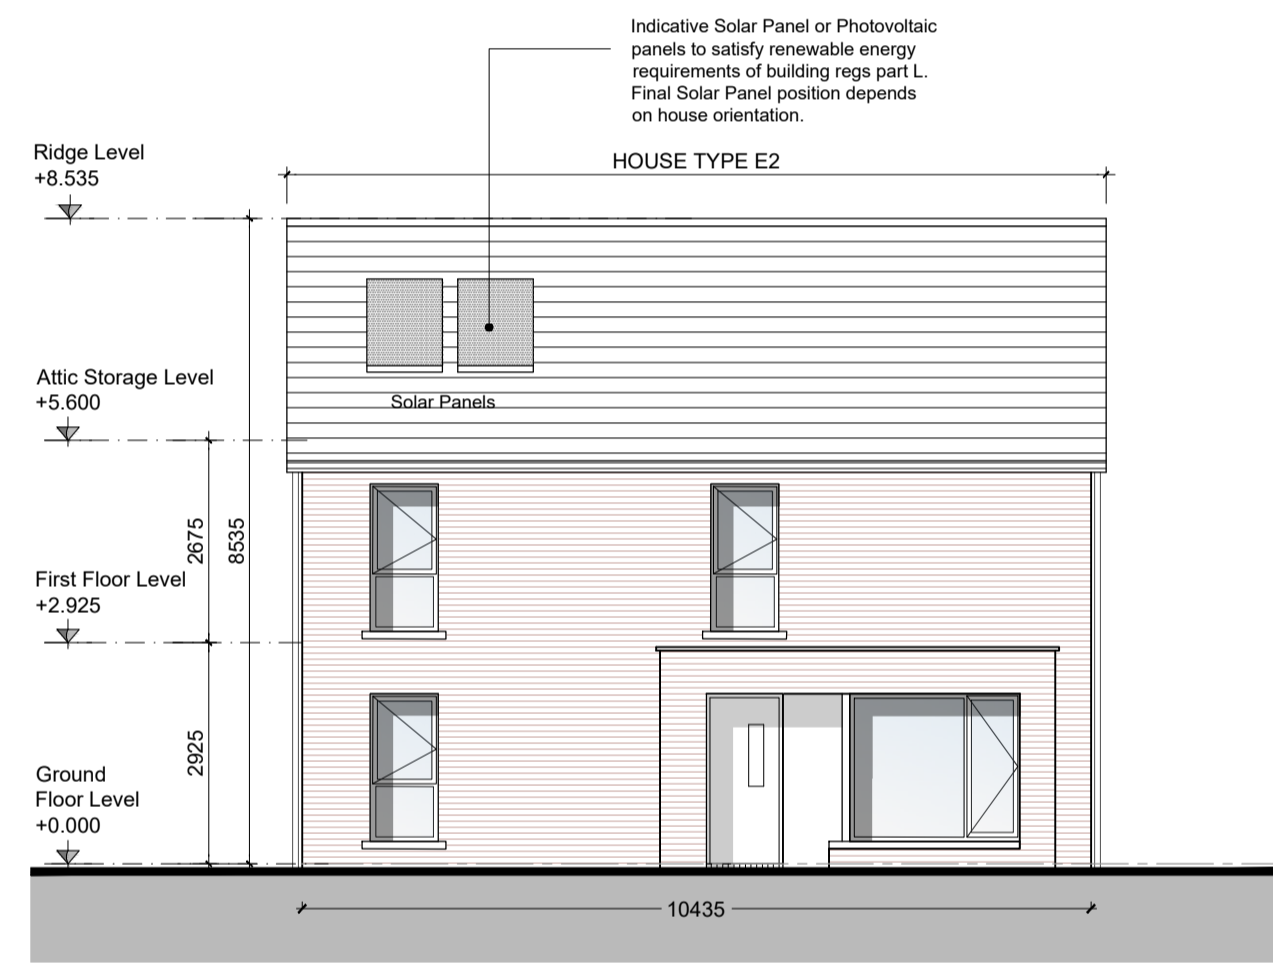 Indicative Solar Panel or Photovoltaic
panels to satisfy renewable energy
requirements of building regs part L.
Final Solar Panel position depends
on house orientation.
HOUSE TYPE E2
Ridge Level
+8.535
Attic Storage Level
+5.600
Solar Panels
2675
8535
First Floor Level
+2.925
2925
Ground
Floor Level
+0.000
10435